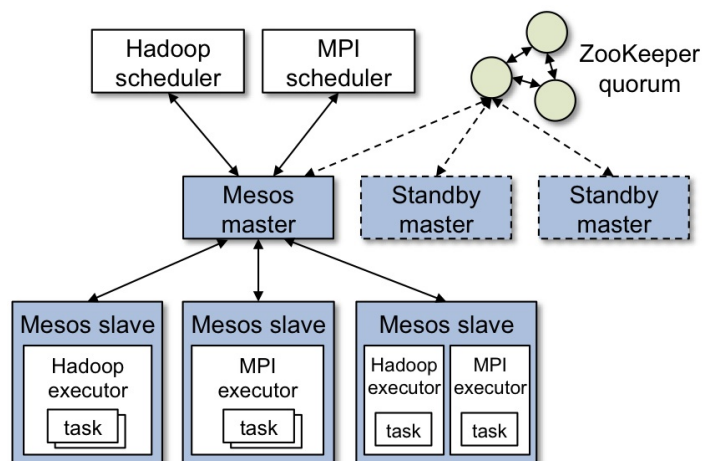 Hadoop
scheduler
MPI
scheduler
ZooKeeper
quorum
Mesos
master
Standby
master
Standby
master
Mesos slave
Hadoop
executor
task
Mesos slave
MPI
executor
task
Mesos slave
Hadoop
executor
task
MPI
executor
task